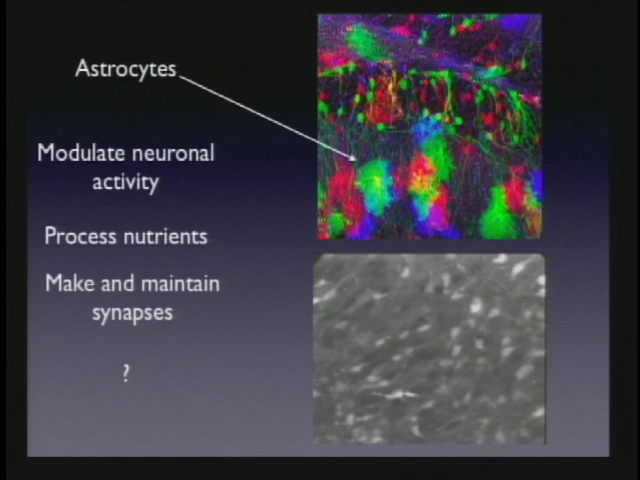 Astrocytes
Modulate neuronal
activity
Process nutrients
Make and maintain
synapses
?